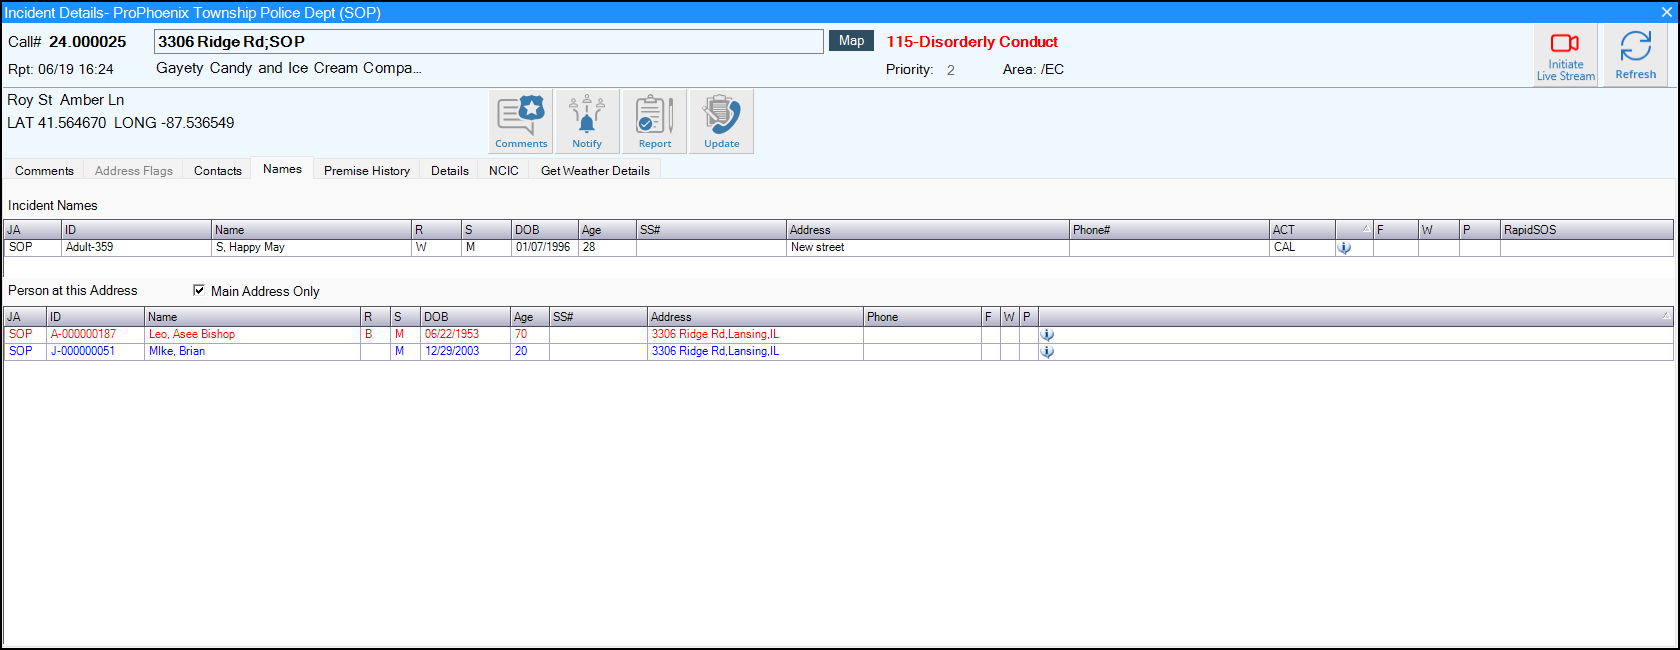 Incident Details- ProPhoenix Township Police Dept (SOP)
Call# 24.000025 3306 Ridge Rd;SOP Map 115-Disorderly Conduct
Rpt: 06/19 16:24 Gayety Candy and Ice Cream Compa... Priority: 2 Area: /EC
Initiate Live Stream
Refresh
Roy St Amber Ln
LAT 41.564670 LONG -87.536549
Comments Notify Report Update
Comments Address Flags Contacts Names Premise History Details NCIC Get Weather Details
Incident Names
JA ID Name R S DOB Age SS# Address Phone# ACT F W P RapidSOS
SOP Adult-359 S, Happy May W M 01/07/1996 28 New street CAL
Person at this Address Main Address Only
JA ID Name R S DOB Age SS# Address Phone F W P
SOP A-000000187 Leo, Asee Bishop B M 06/22/1953 70 3306 Ridge Rd,Lansing,IL
SOP J-000000051 MIke, Brian M 12/29/2003 20 3306 Ridge Rd,Lansing,IL